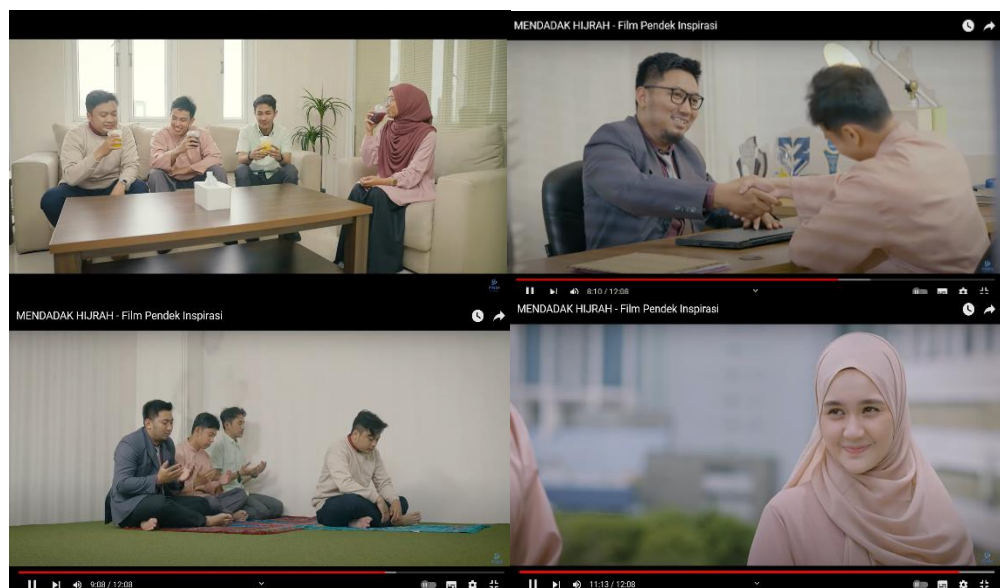 MENDADAK HIJRAH - Film Pendek Inspirasi
8:10 / 12:08
MENDADAK HIJRAH - Film Pendek Inspirasi
9:08 / 12:08
MENDADAK HIJRAH - Film Pendek Inspirasi
11:13 / 12:08